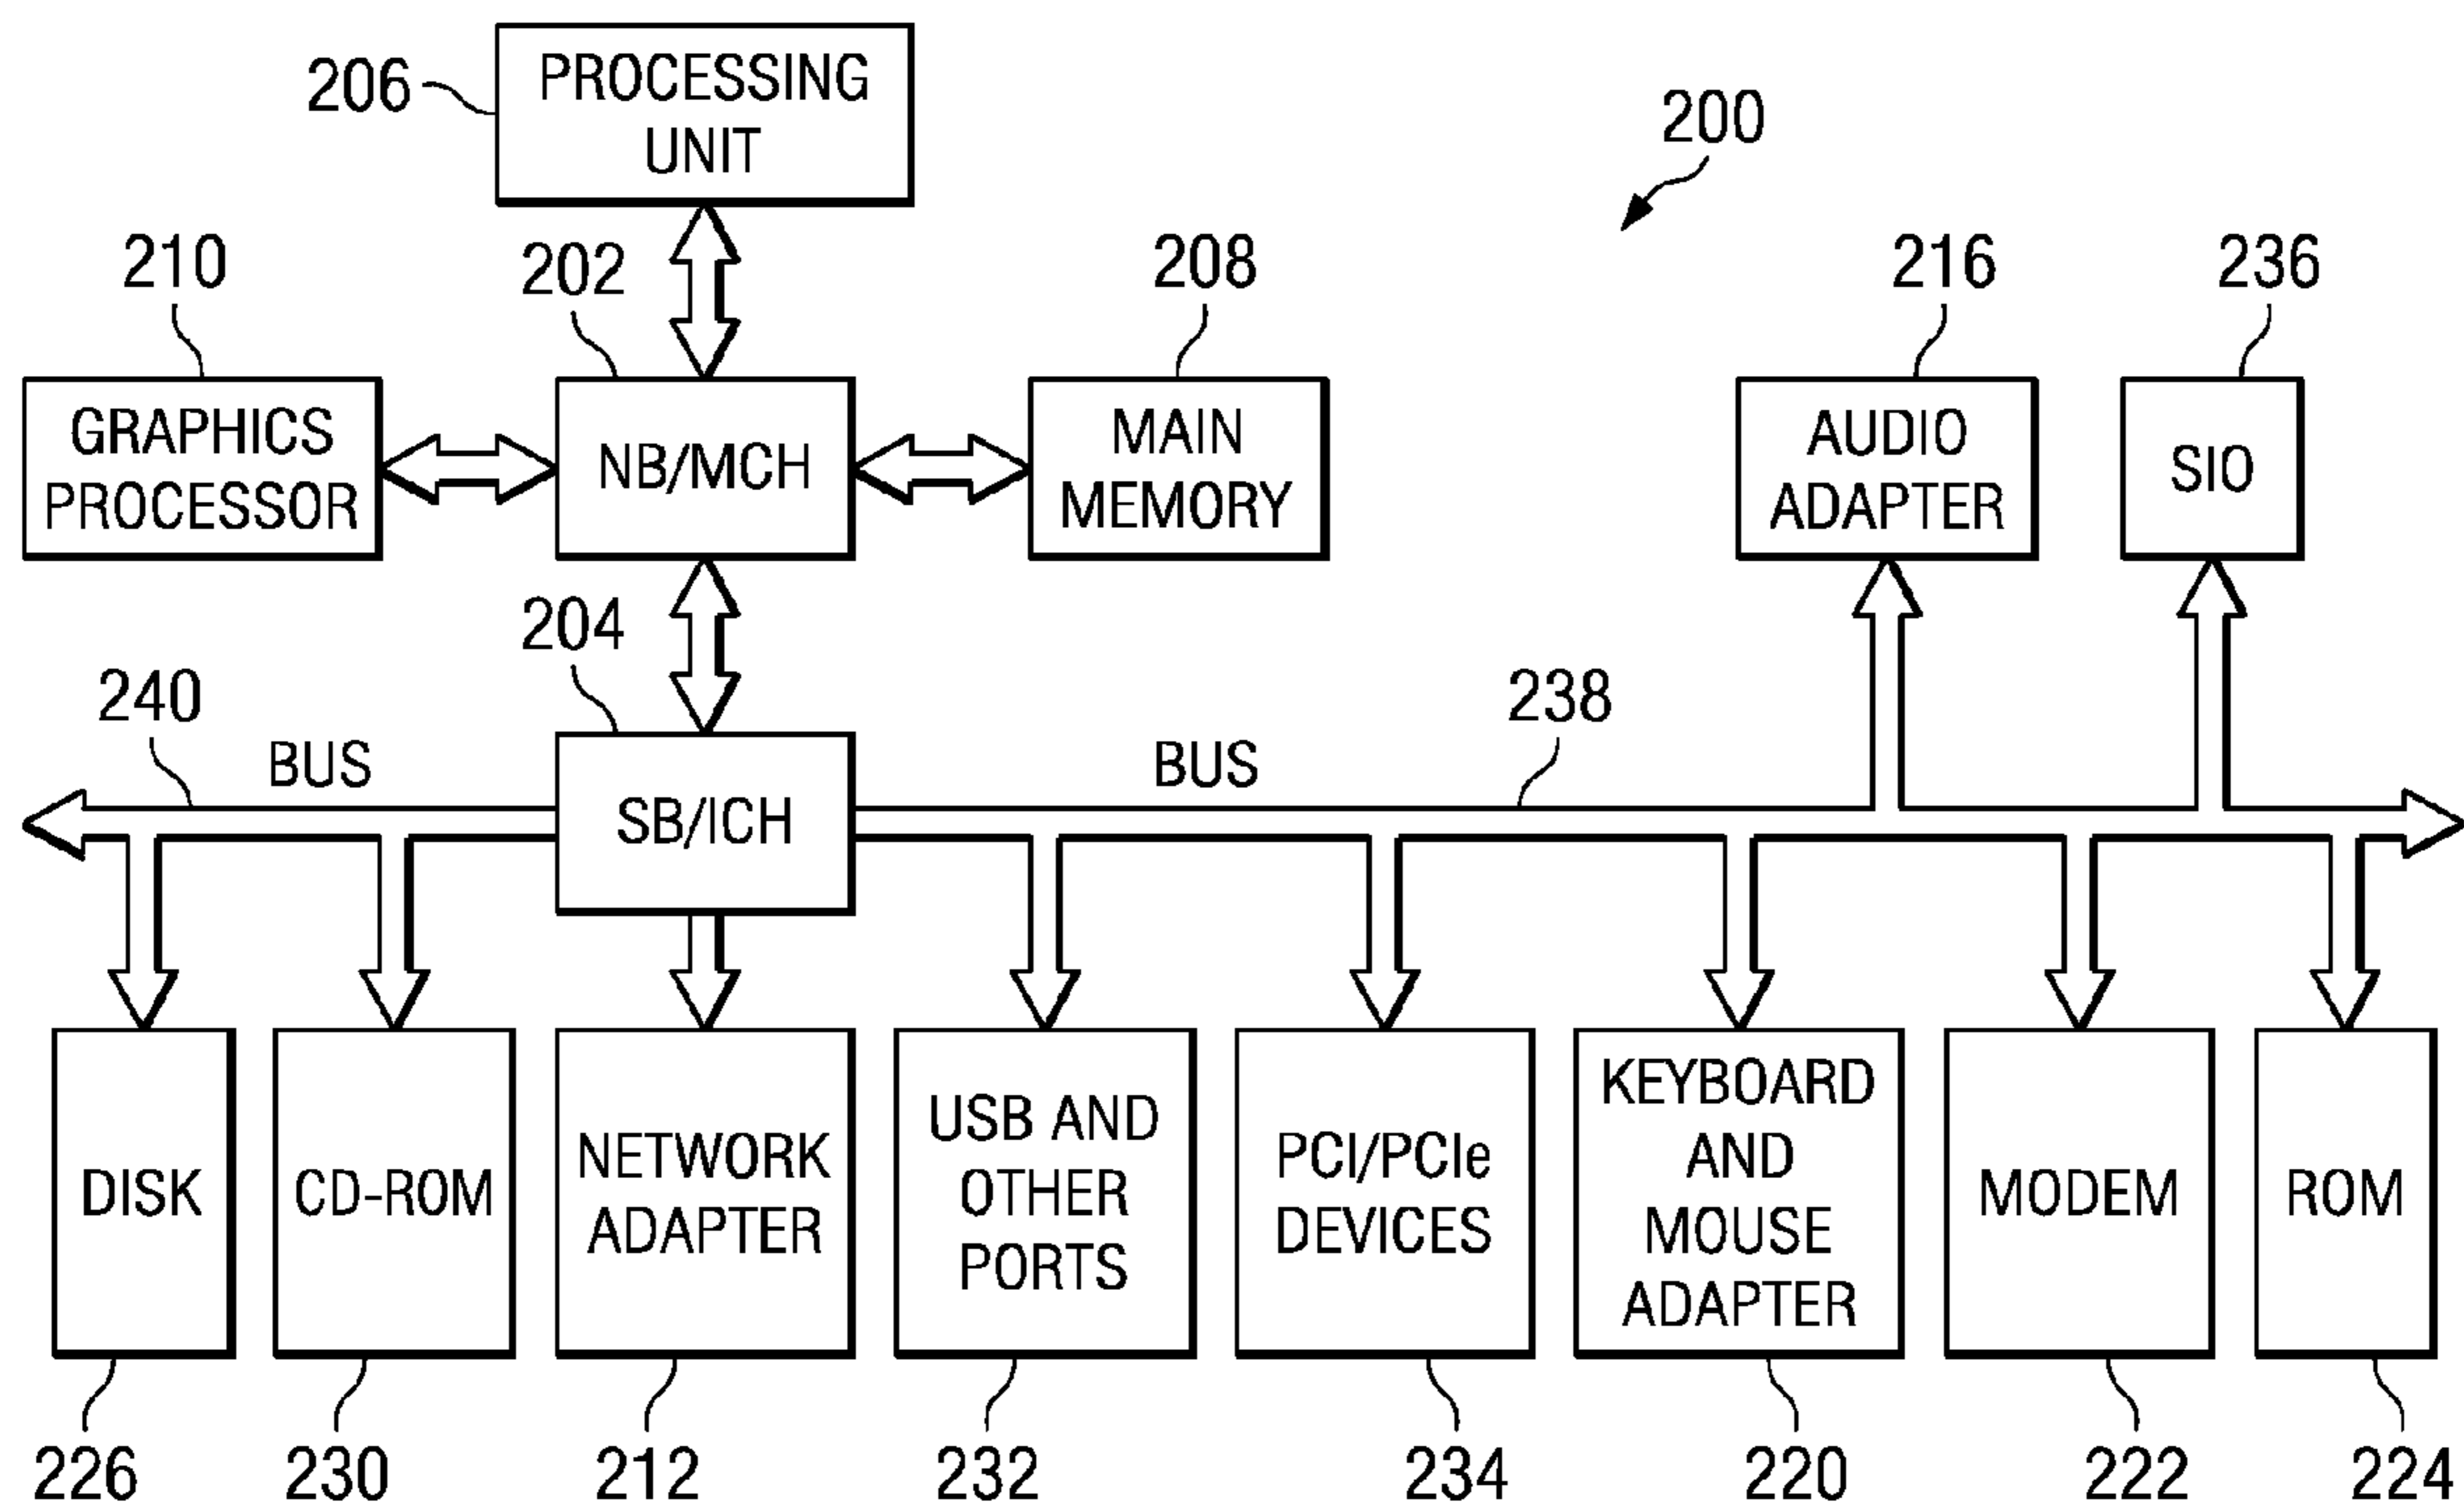 PROCESSING
UNIT
206
200
210
202
208
216
236
GRAPHICS
PROCESSOR
NB/MCH
MAIN
MEMORY
AUDIO
ADAPTER
SIO
204
240
238
BUS
BUS
SB/ICH
DISK
CD-ROM
NETWORK
ADAPTER
USB AND
OTHER
PORTS
PCI/PCIe
DEVICES
KEYBOARD
AND
MOUSE
ADAPTER
MODEM
ROM
226
230
212
232
234
220
222
224